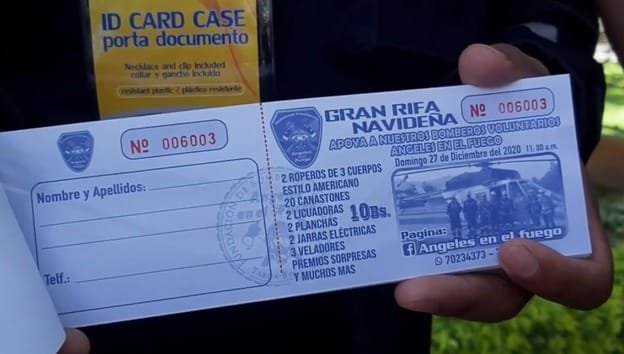 ID CARD CASE
porta documento
Necklace and clip included
collar y gancho incluido
resistant plastic / plástico resistente
Nº 006003
Nombre y Apellidos:
Telf.:
GRAN RIFA
NAVIDEÑA
Nº 006003
APOYA A NUESTROS BOMBEROS VOLUNTARIOS
ANGELES EN EL FUEGO
Domingo 27 de Diciembre del 2020 11:00 a.m.
2 ROPEROS DE 3 CUERPOS
ESTILO AMERICANO
20 CANASTONES
2 LICUADORAS
2 PLANCHAS
2 JARRAS ELÉCTRICAS
3 VELADORES
PREMIOS SORPRESAS
Y MUCHOS MAS
10Bs.
Pagina:
Angeles en el fuego
70234373 -